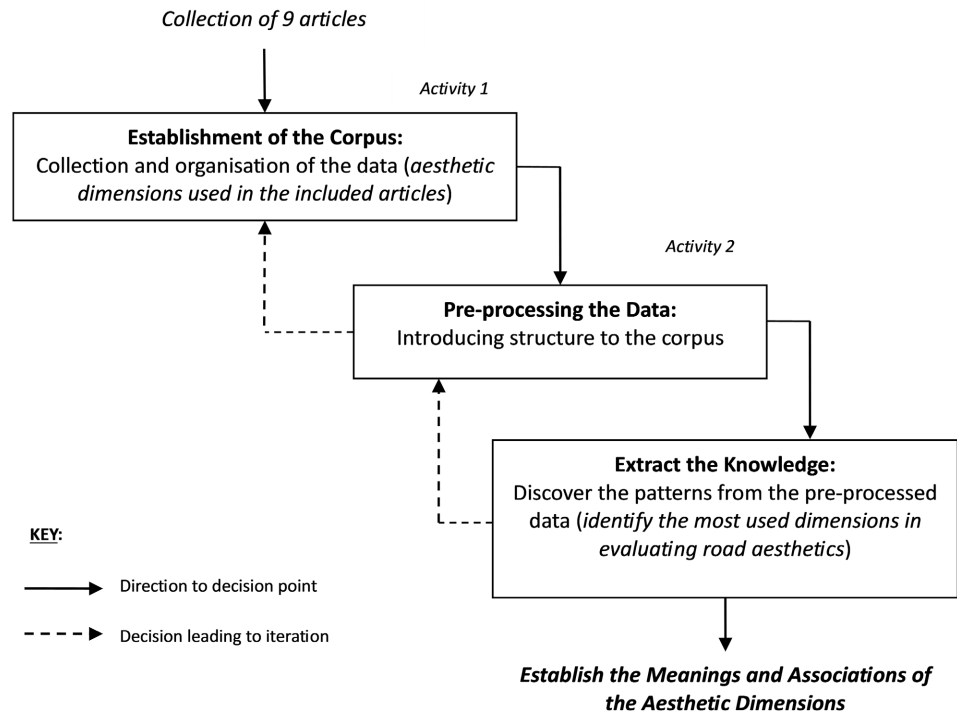 Collection of 9 articles
Activity 1
Establishment of the Corpus:
Collection and organisation of the data (aesthetic
dimensions used in the included articles)
Activity 2
Pre-processing the Data:
Introducing structure to the corpus
Extract the Knowledge:
Discover the patterns from the pre-processed
data (identify the most used dimensions in
evaluating road aesthetics)
KEY:
Direction to decision point
Decision leading to iteration
Establish the Meanings and Associations of
the Aesthetic Dimensions